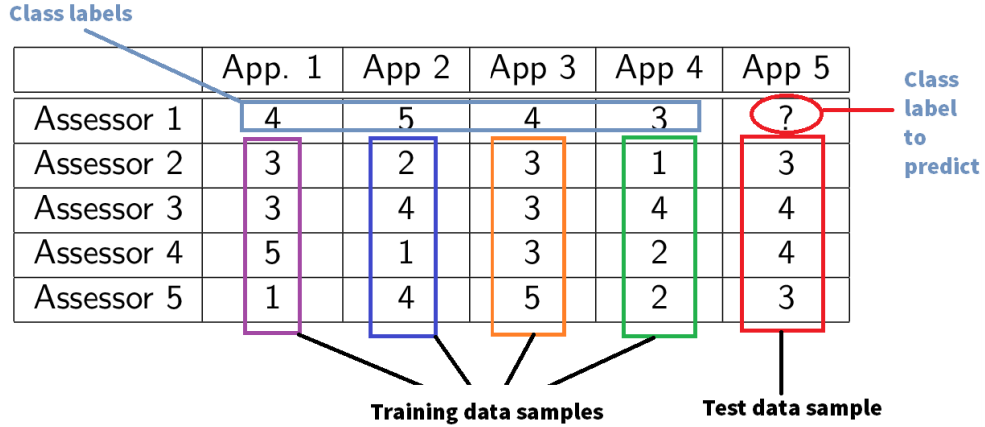 Class labels
App. 1 App 2 App 3 App 4 App 5
Assessor 1 4 5 4 3 ?
Assessor 2 3 2 3 1 3
Assessor 3 3 4 3 4 4
Assessor 4 5 1 3 2 4
Assessor 5 1 4 5 2 3
Class
label
to
predict
Training data samples
Test data sample